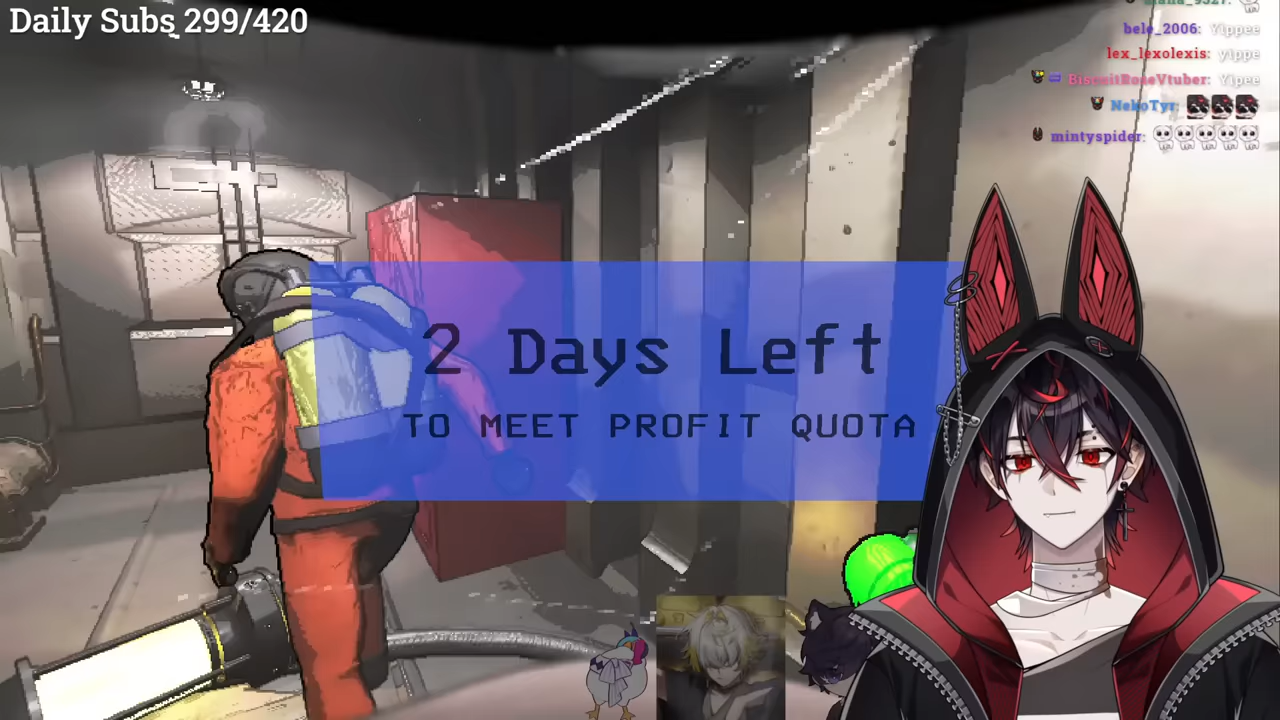 Daily Subs 299/420
bele_2006: Yippee
lex_lexolexis: yippe
BiscuitRoseVtuber: Yipee
NekoTyr:
mintyspider:
2 Days Left
TO MEET PROFIT QUOTA